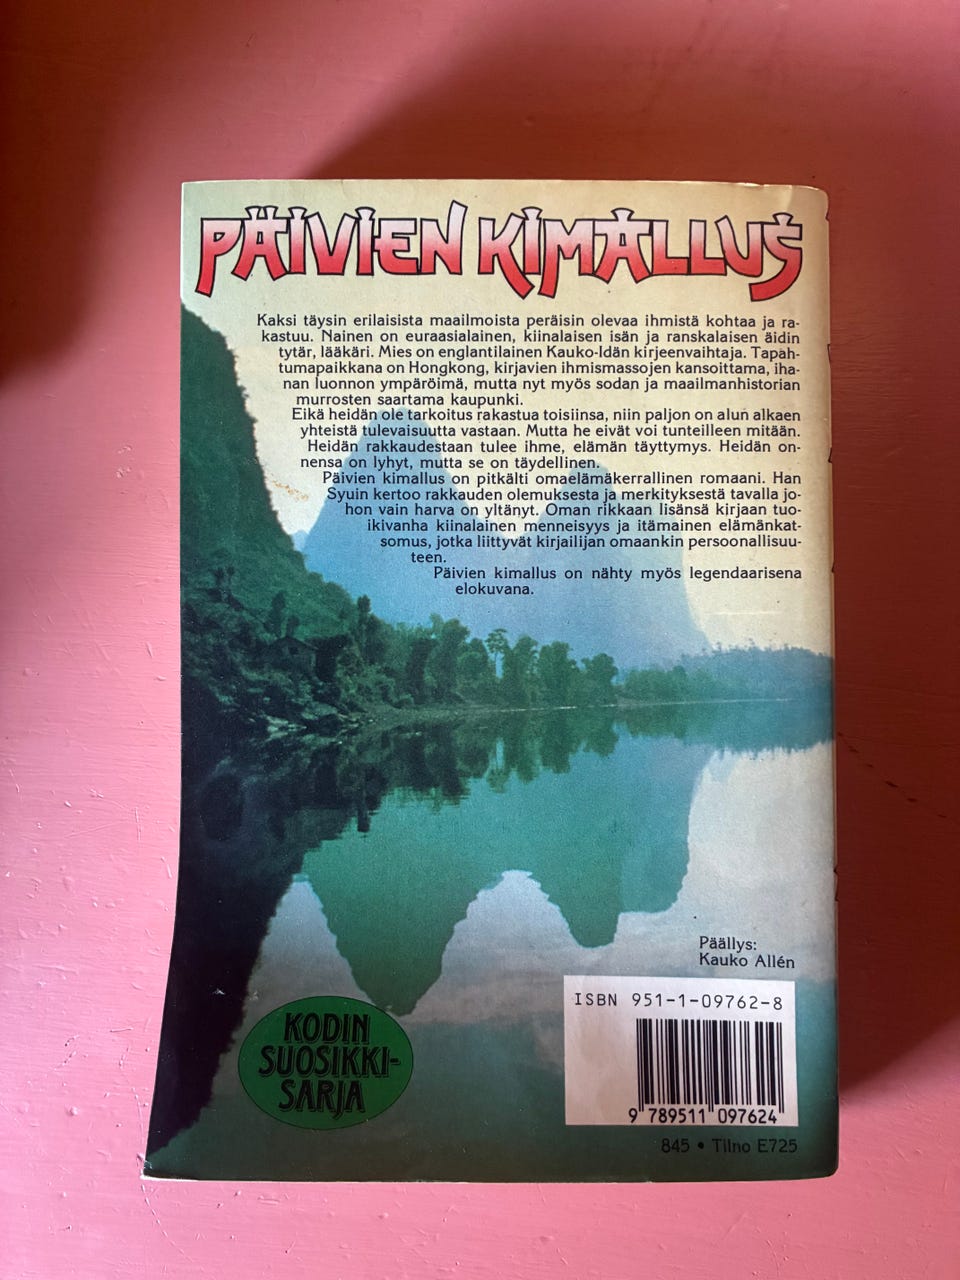 PÄIVIEN KIMALLUS
Kaksi täysin erilaisista maailmoista peräisin olevaa ihmistä kohtaa ja ra-
kastuu. Nainen on euraasialainen, kiinalaisen isän ja ranskalaisen äidin
tytär, lääkäri. Mies on englantilainen Kauko-Idän kirjeenvaihtaja. Tapah-
tumapaikkana on Hongkong, kirjavien ihmismassojen kansoittama, iha-
nan luonnon ympäröimä, mutta nyt myös sodan ja maailmanhistorian
murrosten saartama kaupunki.
Eikä heidän ole tarkoitus rakastua toisiinsa, niin paljon on alun alkaen
yhteistä tulevaisuutta vastaan. Mutta he eivät voi tunteilleen mitään.
Heidän rakkaudestaan tulee ihme, elämän täyttymys. Heidän on-
nensa on lyhyt, mutta se on täydellinen.
Päivien kimallus on pitkälti omaelämäkerrallinen romaani. Han
Syuin kertoo rakkauden olemuksesta ja merkityksestä tavalla jo-
hon vain harva on yltänyt. Oman rikkaan lisänsä kirjaan tuo-
ikivanha kiinalainen menneisyys ja itämainen elämänkat-
somus, jotka liittyvät kirjailijan omaankin persoonallisuu-
teen.
Päivien kimallus on nähty myös legendaarisena
elokuvana.
Päällys:
Kauko Allén
ISBN 951-1-09762-8
9 789511 097624
845 • Tilno E725
KODIN
SUOSIKKI-
SARJA